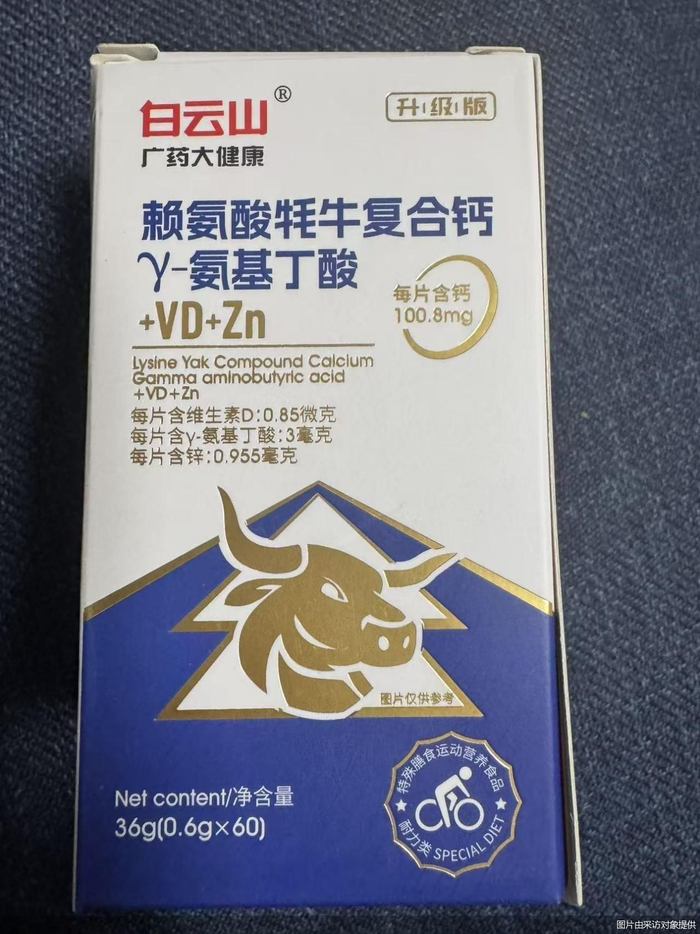 白云山®
升级版
广药大健康
赖氨酸牦牛复合钙
γ-氨基丁酸
+VD+Zn
每片含钙
100.8mg
Lysine Yak Compound Calcium
Gamma aminobutyric acid
+VD+Zn
每片含维生素D:0.85微克
每片含γ-氨基丁酸:3毫克
每片含锌:0.955毫克
图片仅供参考
Net content/净含量
36g(0.6g×60)
特殊膳食运动营养食品
耐力类 SPECIAL DIET
图片由采访对象提供